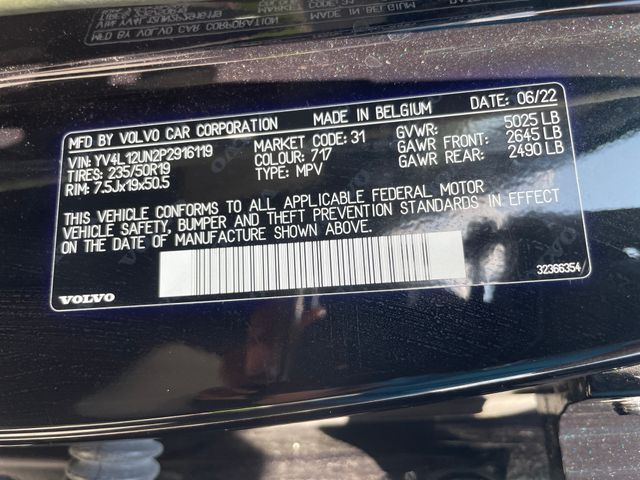 MFD BY VOLVO CAR CORPORATION MADE IN BELGIUM DATE: 06/22
VIN: YV4L12UN2P2916119 MARKET CODE: 31 GVWR: 5025 LB
TIRES: 235/50R19 COLOUR: 717 GAWR FRONT: 2645 LB
RIM: 7.5Jx19x50.5 TYPE: MPV GAWR REAR: 2490 LB
THIS VEHICLE CONFORMS TO ALL APPLICABLE FEDERAL MOTOR
VEHICLE SAFETY, BUMPER AND THEFT PREVENTION STANDARDS IN EFFECT
ON THE DATE OF MANUFACTURE SHOWN ABOVE.
VOLVO 32366354